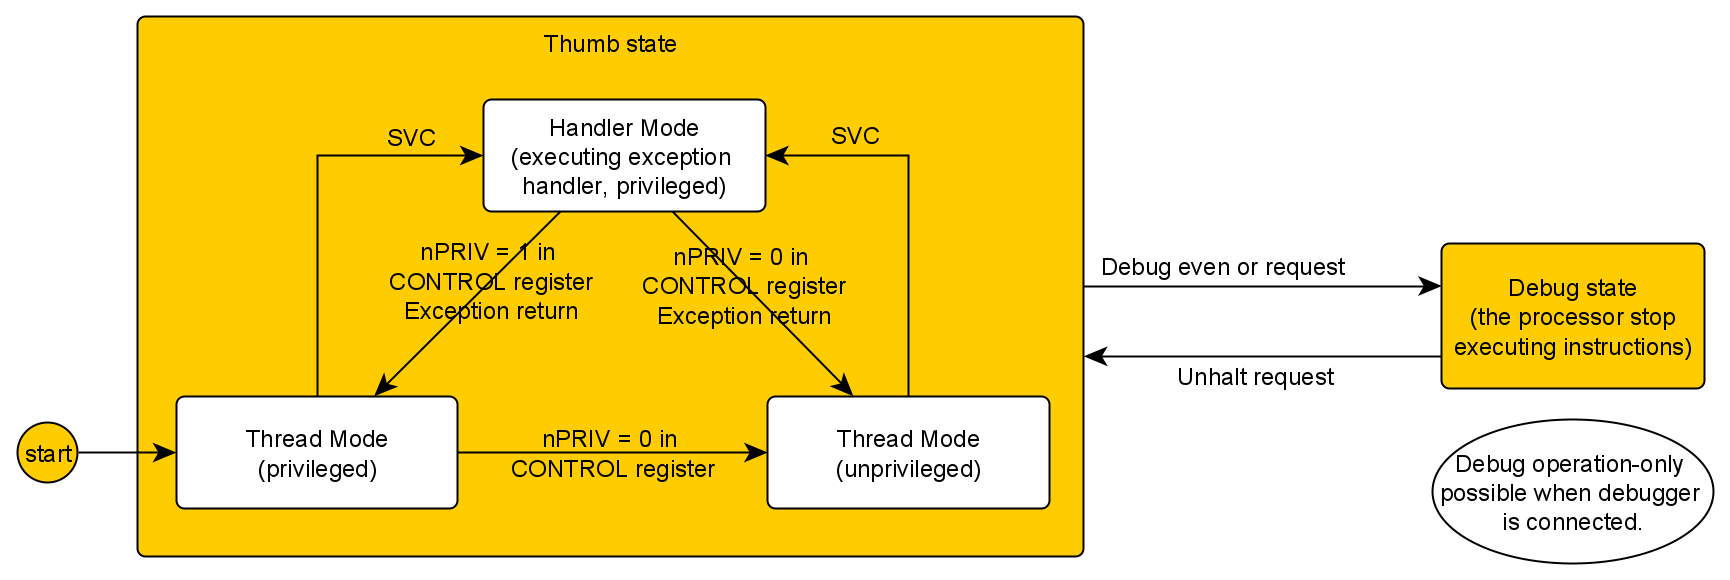 Thumb state
Handler Mode
(executing exception
handler, privileged)
SVC
SVC
nPRIV = 1 in
CONTROL register
Exception return
nPRIV = 0 in
CONTROL register
Exception return
start
Thread Mode
(privileged)
nPRIV = 0 in
CONTROL register
Thread Mode
(unprivileged)
Debug even or request
Unhalt request
Debug state
(the processor stop
executing instructions)
Debug operation-only
possible when debugger
is connected.